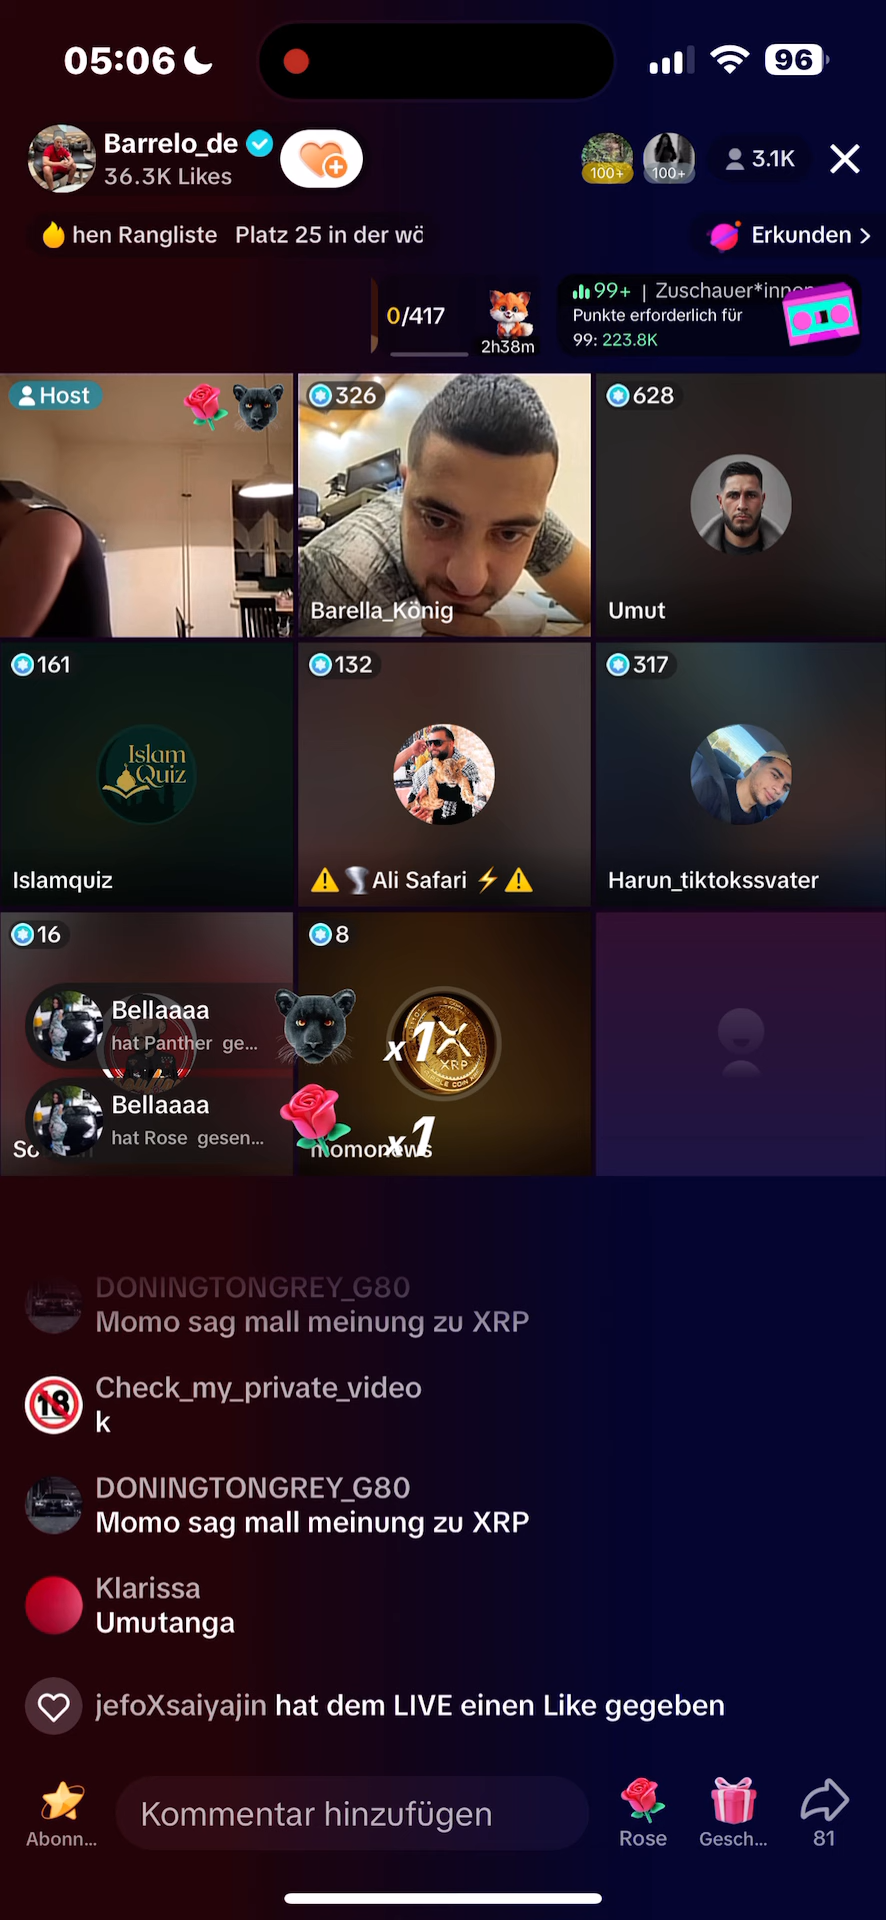 05:06
96
Barrelo_de
36.3K Likes
100+
100+
3.1K
hen Rangliste Platz 25 in der wö
Erkunden >
0/417
2h38m
99+ | Zuschauer*innen
Punkte erforderlich für
99: 223.8K
Host
326
628
Barella_König
Umut
161
132
317
Islam
Quiz
Islamquiz
Ali Safari
Harun_tiktokssvater
16
8
Bellaaaa
hat Panther ge...
x1
XRP
Bellaaaa
hat Rose gesen...
x1
momonews
DONINGTONGREY_G80
Momo sag mall meinung zu XRP
Check_my_private_video
18
k
DONINGTONGREY_G80
Momo sag mall meinung zu XRP
Klarissa
Umutanga
jefoXsaiyajin hat dem LIVE einen Like gegeben
Abonn...
Kommentar hinzufügen
Rose
Gesch...
81